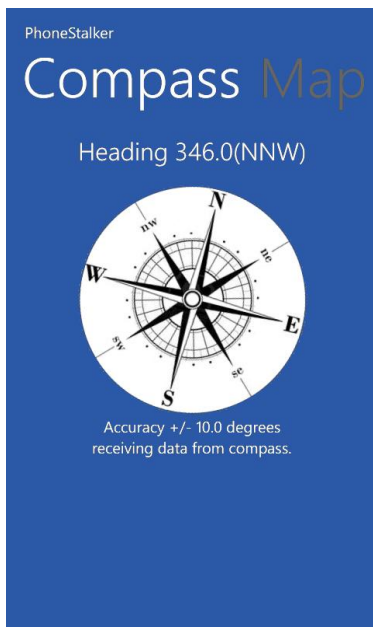 PhoneStalker
Compass Map
Heading 346.0(NNW)
N
nw
ne
W
E
sw
se
S
Accuracy +/- 10.0 degrees
receiving data from compass.